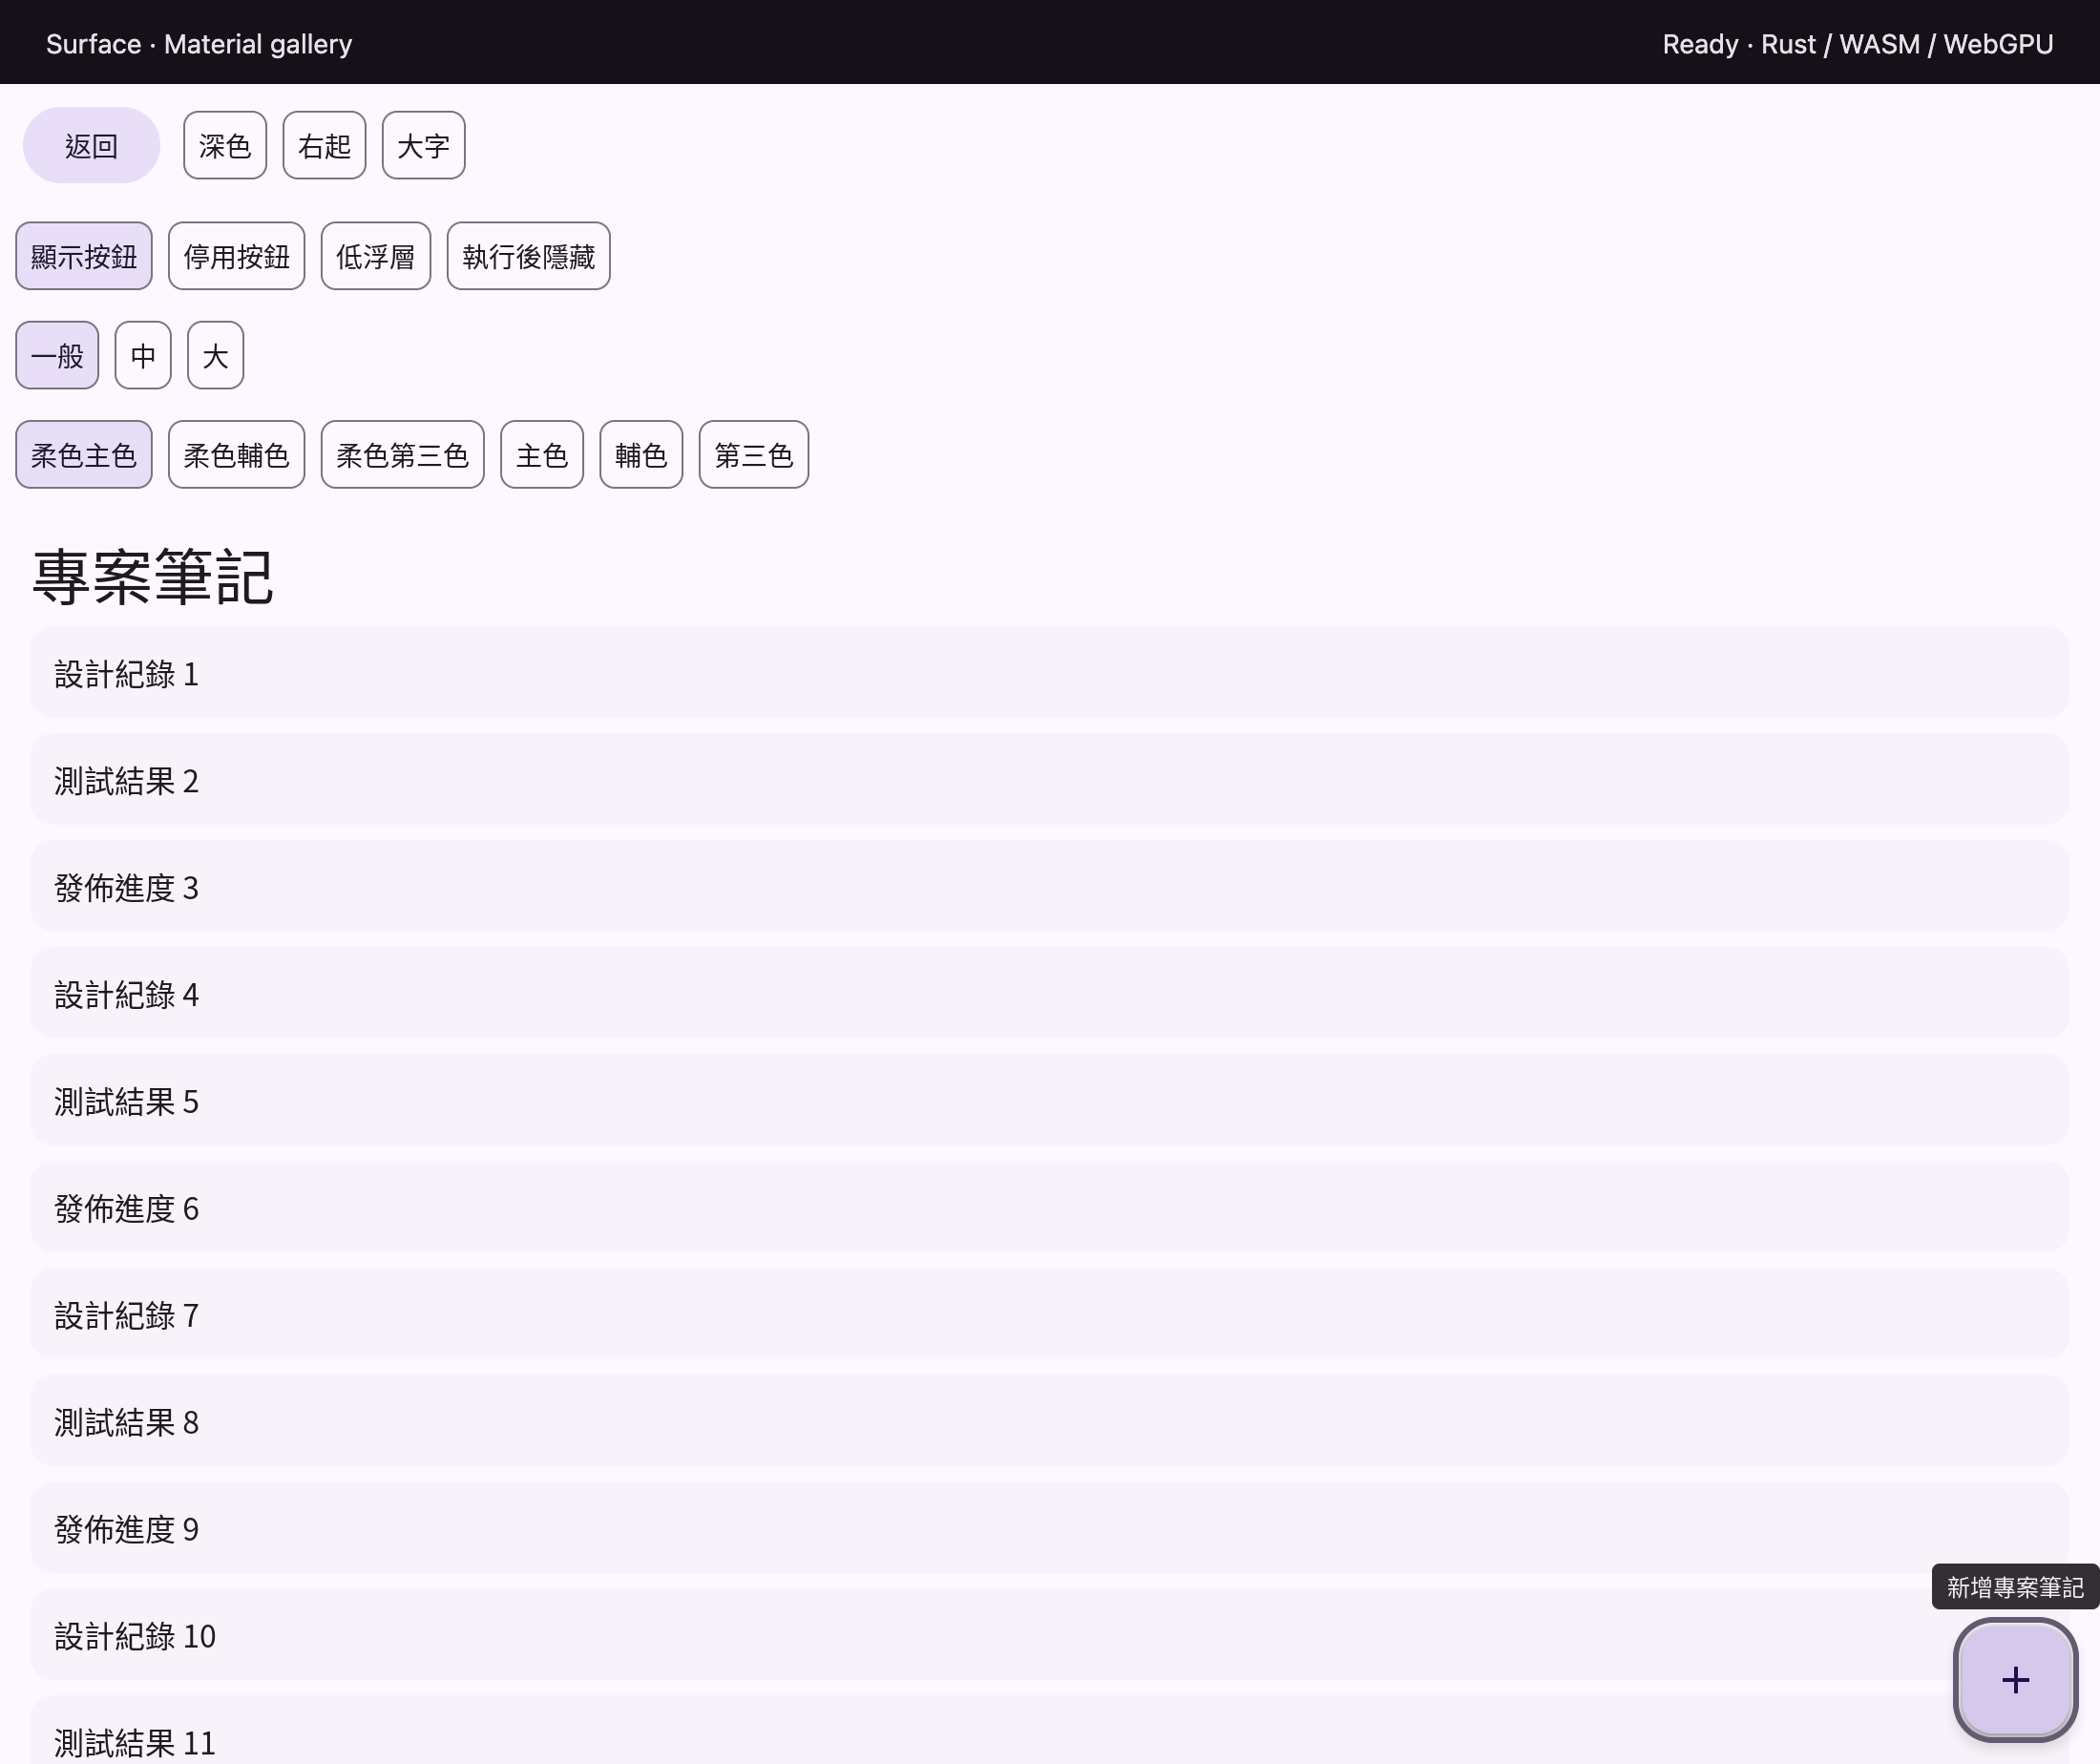 Surface · Material gallery
Ready · Rust / WASM / WebGPU
返回 深色 右起 大字
顯示按鈕 停用按鈕 低浮層 執行後隱藏
一般 中 大
柔色主色 柔色輔色 柔色第三色 主色 輔色 第三色
專案筆記
設計紀錄 1
測試結果 2
發佈進度 3
設計紀錄 4
測試結果 5
發佈進度 6
設計紀錄 7
測試結果 8
發佈進度 9
新增專案筆記
設計紀錄 10
測試結果 11